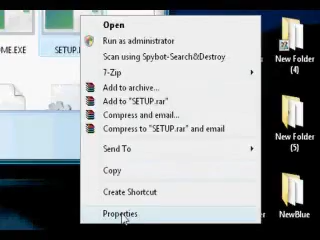 OME.EXE
SETUP.
Open
Run as administrator
Scan using Spybot-Search&Destroy
7-Zip
Add to archive...
Add to "SETUP.rar"
Compress and email...
Compress to "SETUP.rar" and email
Send To
Copy
Create Shortcut
Properties
New Folder
(4)
New Folder
(5)
NewBlue